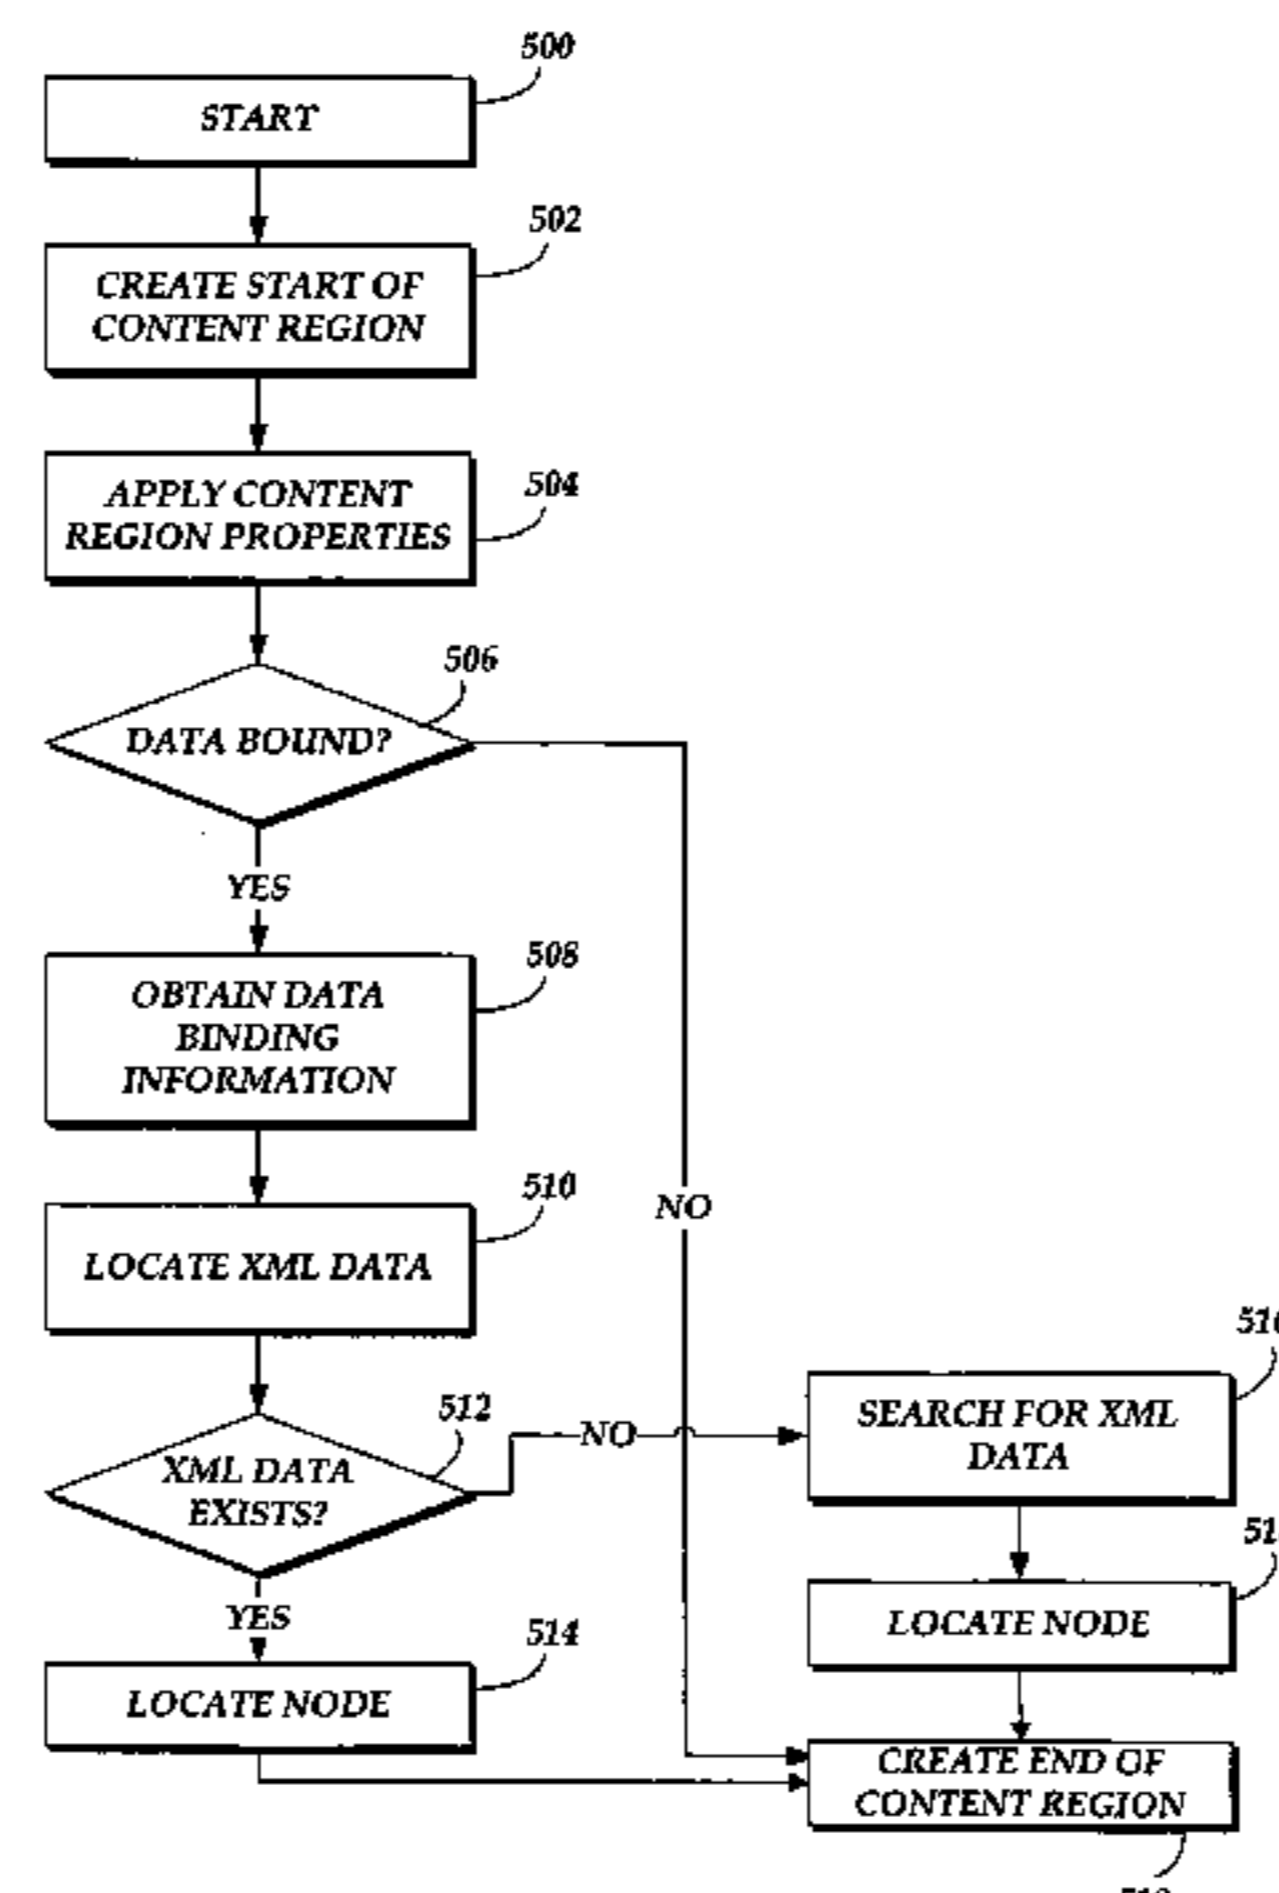 500
START
502
CREATE START OF
CONTENT REGION
504
APPLY CONTENT
REGION PROPERTIES
506
DATA BOUND?
YES
508
OBTAIN DATA
BINDING
INFORMATION
510
NO
LOCATE XML DATA
512
NO
XML DATA
EXISTS?
SEARCH FOR XML
DATA
YES
514
LOCATE NODE
LOCATE NODE
CREATE END OF
CONTENT REGION